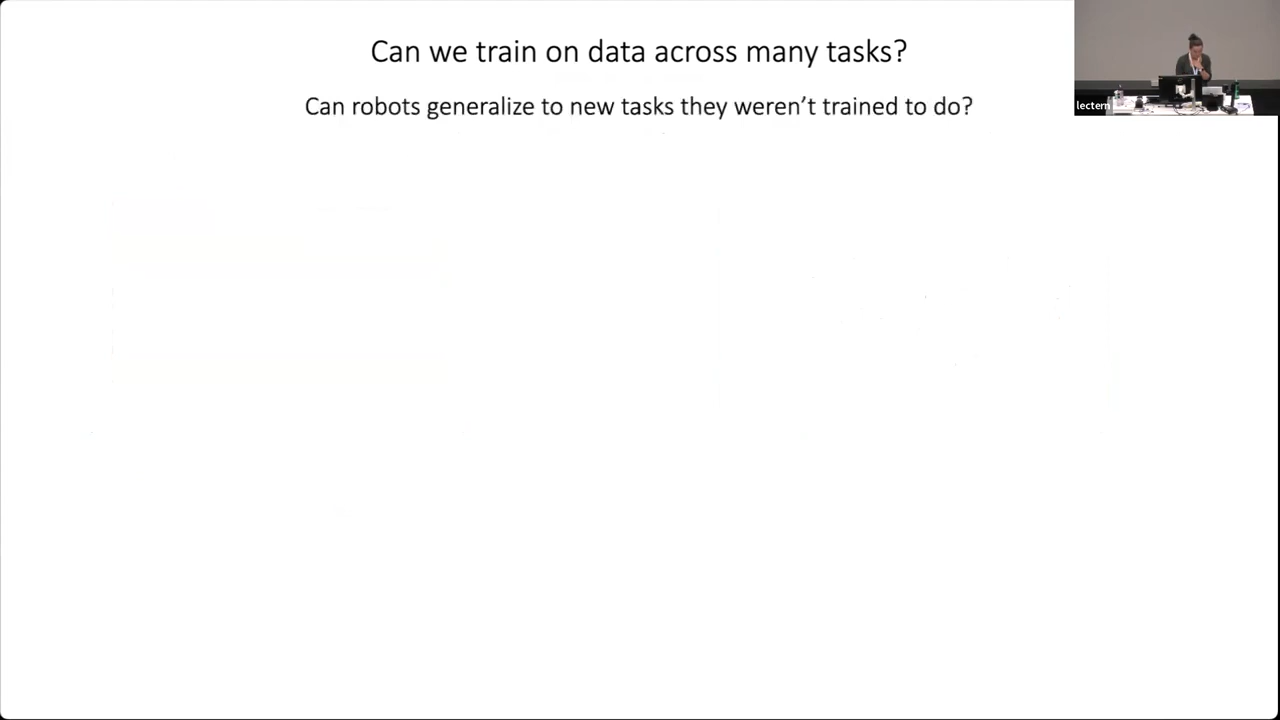 Can we train on data across many tasks?
Can robots generalize to new tasks they weren’t trained to do?
lectern